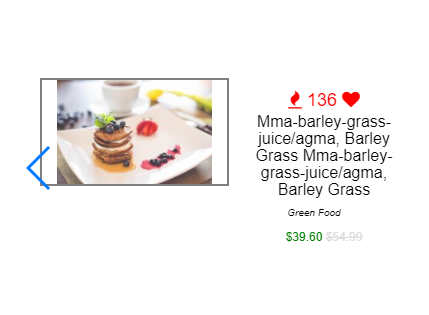 136
Mma-barley-grass-
juice/agma, Barley
Grass Mma-barley-
grass-juice/agma,
Barley Grass
Green Food
$39.60 $54.99